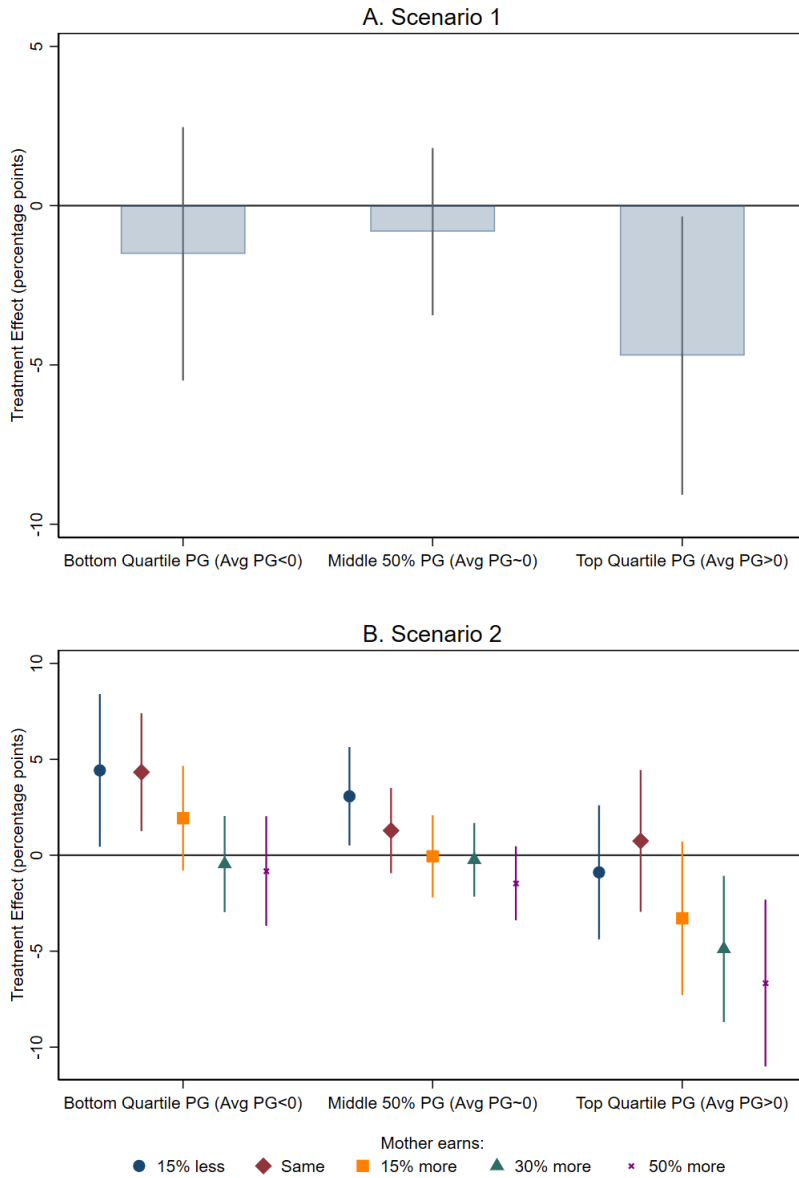 A. Scenario 1
Treatment Effect (percentage points)
5
0
-5
-10
Bottom Quartile PG (Avg PG<0) Middle 50% PG (Avg PG~0) Top Quartile PG (Avg PG>0)
B. Scenario 2
Treatment Effect (percentage points)
10
5
0
-5
-10
Bottom Quartile PG (Avg PG<0) Middle 50% PG (Avg PG~0) Top Quartile PG (Avg PG>0)
Mother earns:
15% less Same 15% more 30% more 50% more